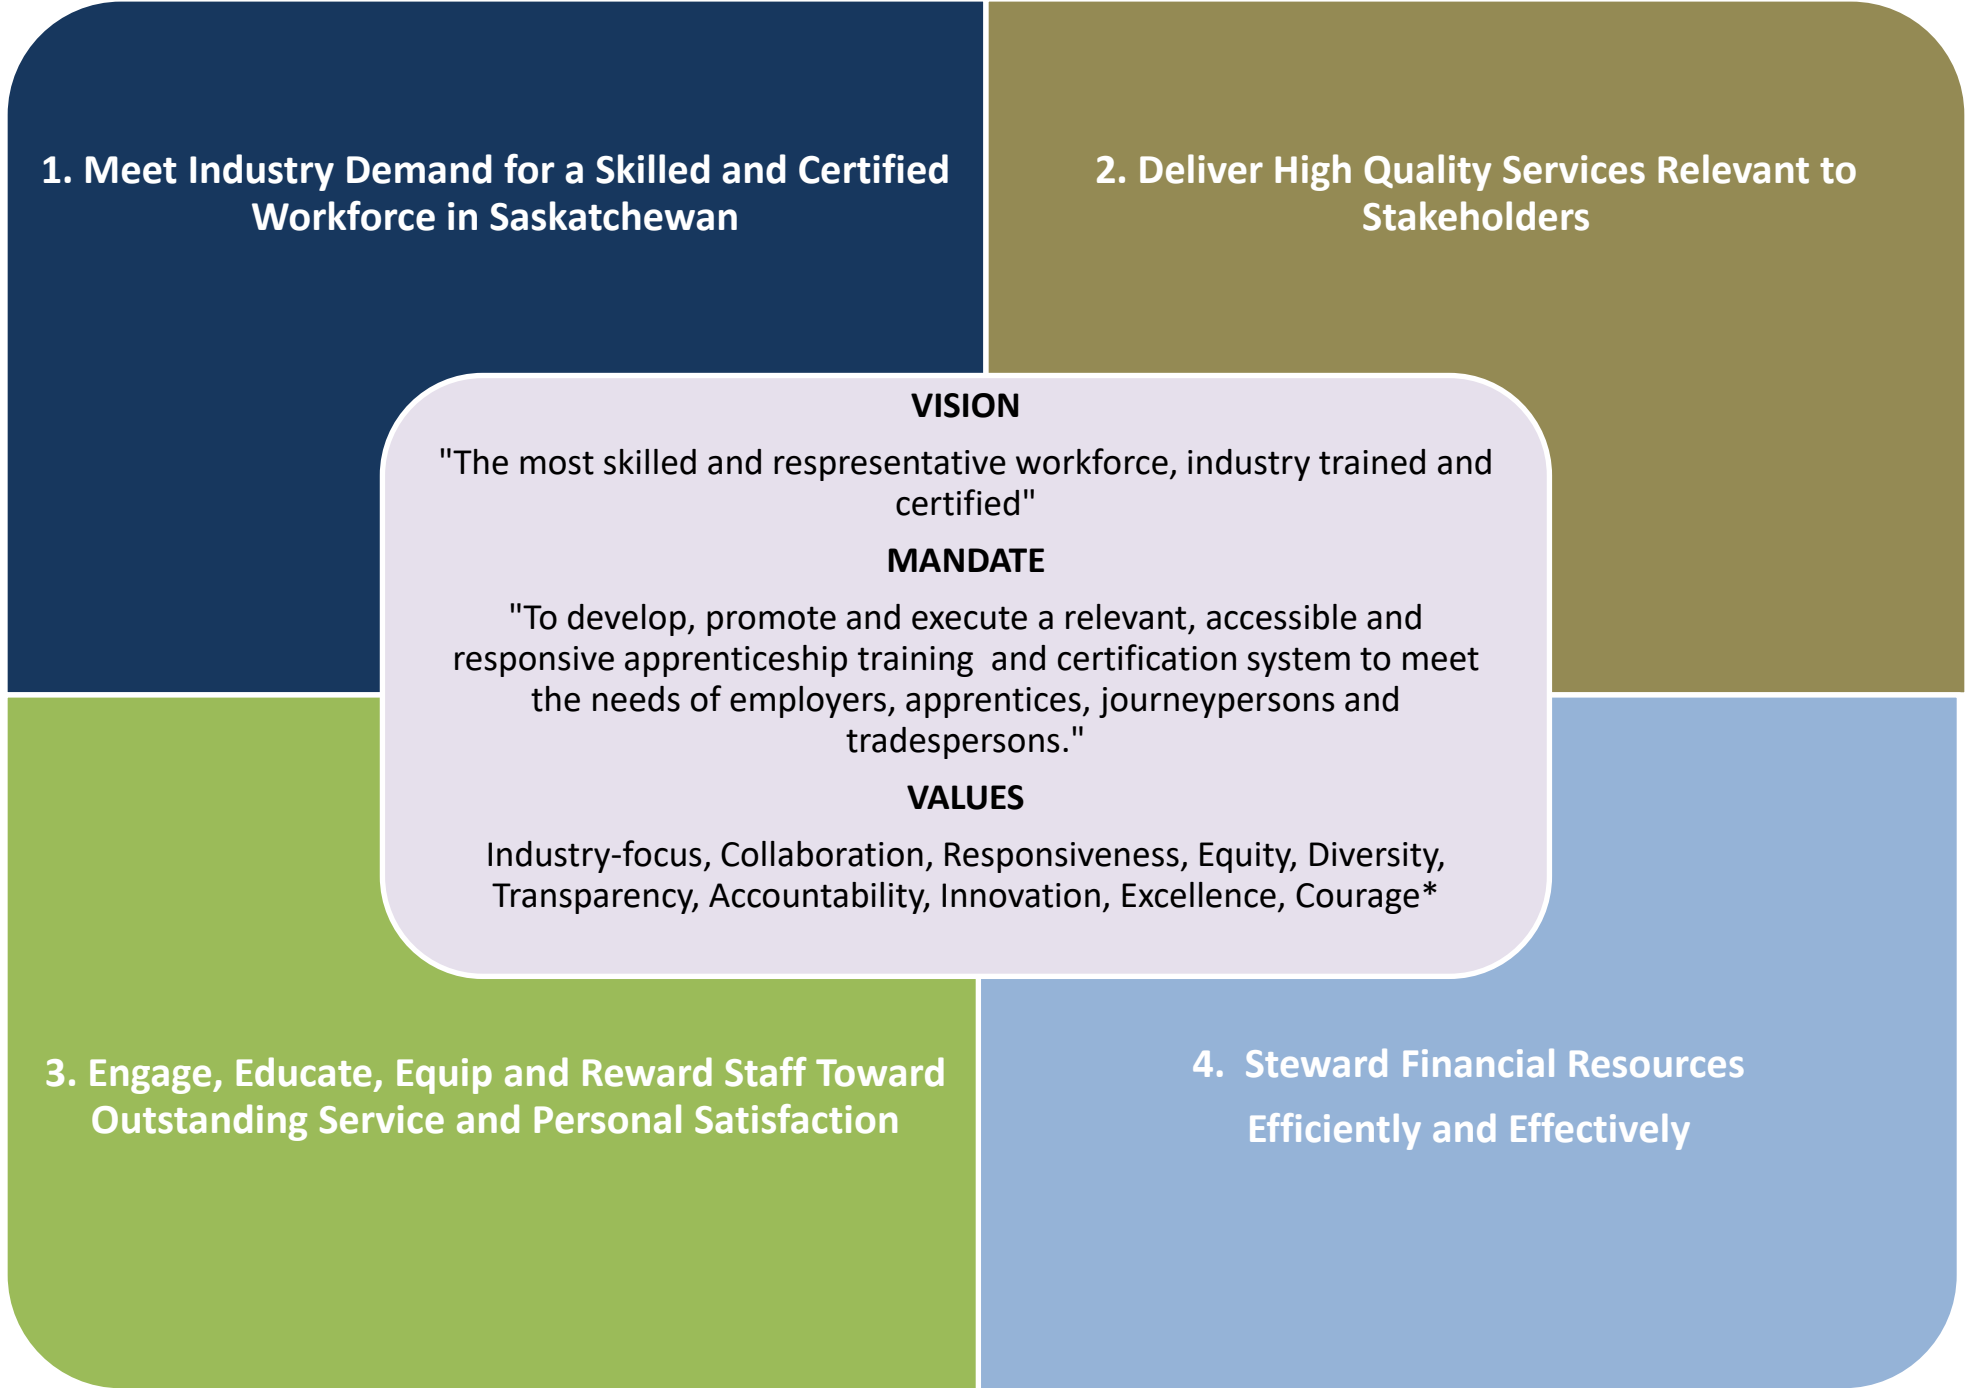 1. Meet Industry Demand for a Skilled and Certified
Workforce in Saskatchewan
2. Deliver High Quality Services Relevant to
Stakeholders
VISION
"The most skilled and respresentative workforce, industry trained and
certified"
MANDATE
"To develop, promote and execute a relevant, accessible and
responsive apprenticeship training  and certification system to meet
the needs of employers, apprentices, journeypersons and
tradespersons."
VALUES
Industry-focus, Collaboration, Responsiveness, Equity, Diversity,
Transparency, Accountability, Innovation, Excellence, Courage*
3. Engage, Educate, Equip and Reward Staff Toward
Outstanding Service and Personal Satisfaction
4.  Steward Financial Resources
Efficiently and Effectively